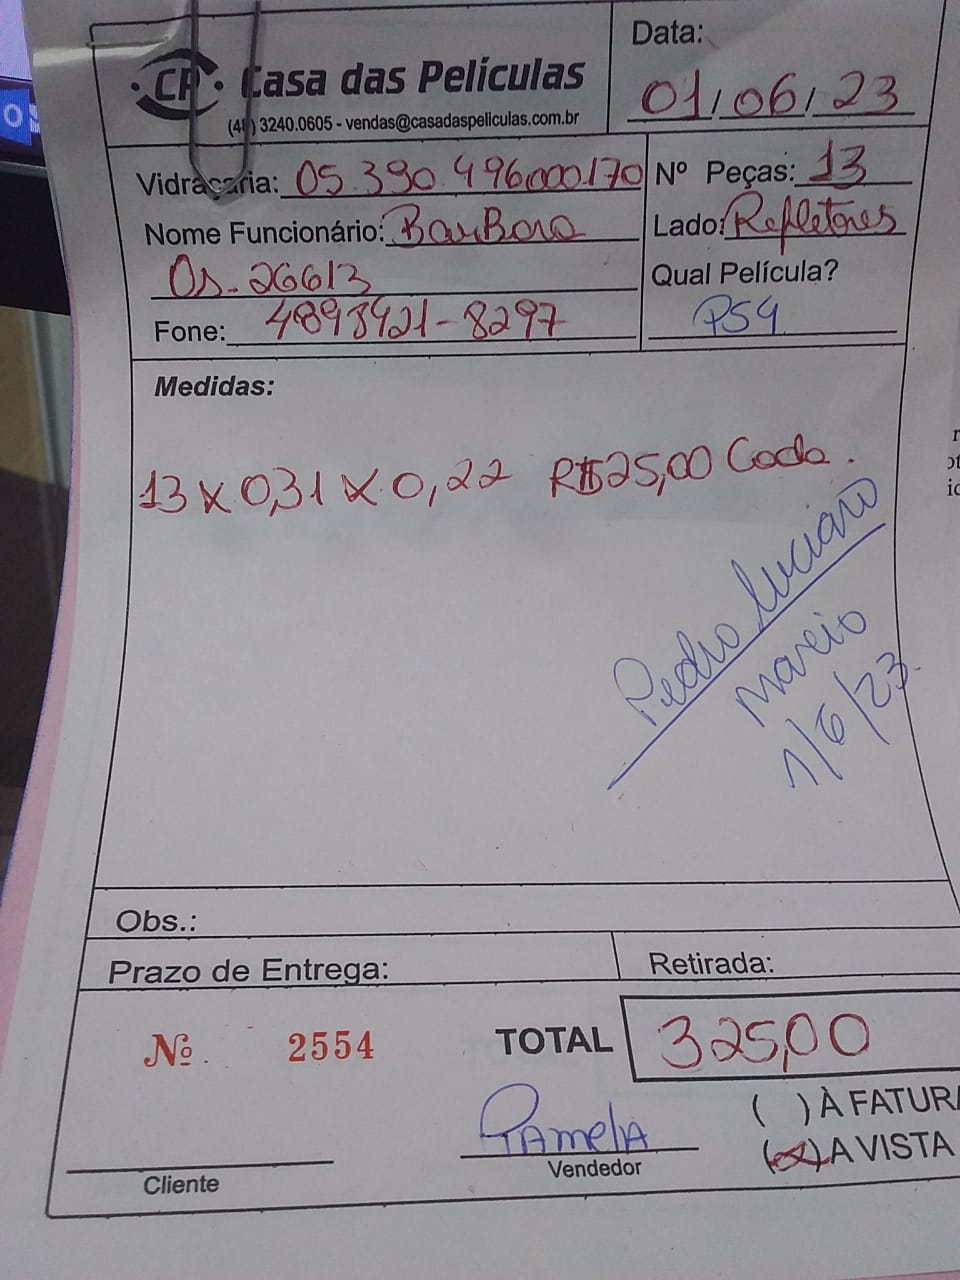 Data:
CP Casa das Películas
01/06/23
(48) 3240.0605 - vendas@casadaspeliculas.com.br
Vidraçaria: 05.390.496000170
Nº Peças: 13
Nome Funcionário: Barbara
Lado: Refletores
Os- 26613
Qual Película?
Fone: 4898421-8297
PS4
Medidas:
13 x 0,31 x 0,22 R$25,00 Cada.
Pedro Luciano
Marcio
1/6/23
Obs.:
Prazo de Entrega:
Retirada:
Nº 2554
TOTAL 325,00
( ) À FATURA
Pamela
(x) A VISTA
Vendedor
Cliente